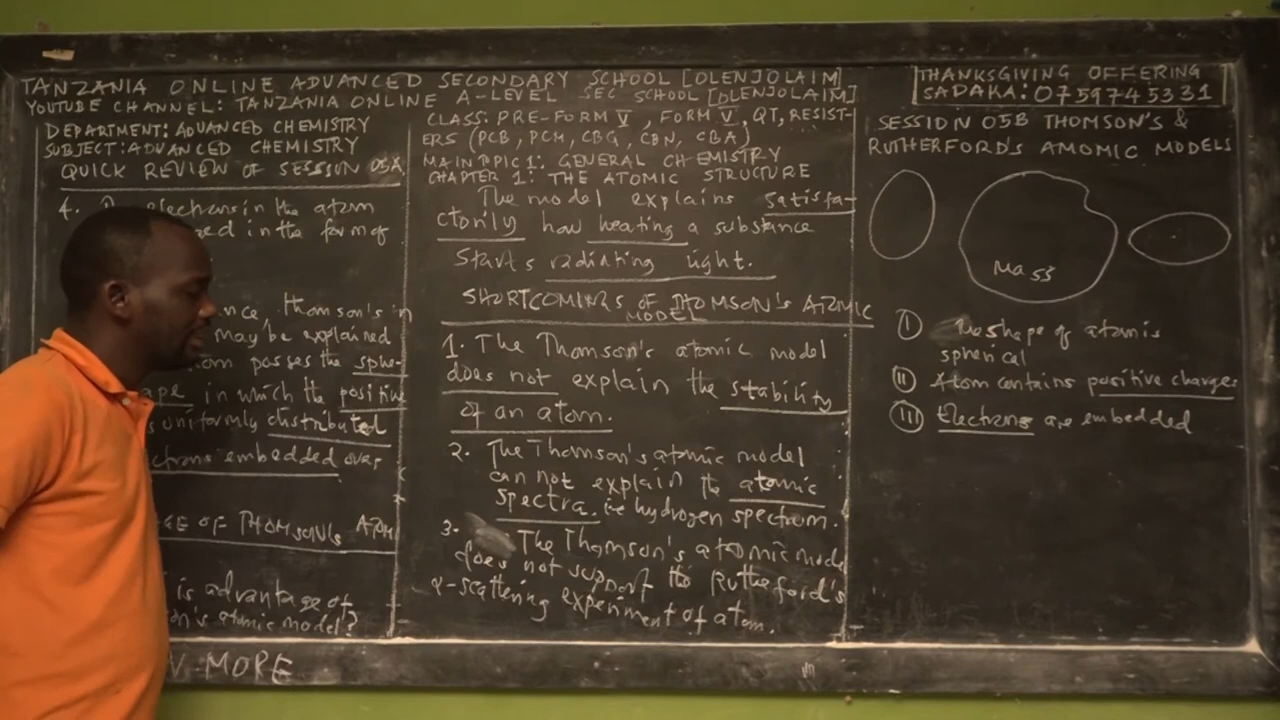 TANZANIA ONLINE ADVANCED SECONDARY SCHOOL [OLENJOLAIM]
YOUTUBE CHANNEL: TANZANIA ONLINE A-LEVEL SEC SCHOOL [OLENJOLAIM]
DEPARTMENT: ADVANCED CHEMISTRY
SUBJECT: ADVANCED CHEMISTRY
QUICK REVIEW OF SESSSON 05A
4. electrons in the atom
in the form of
nce, thomson's in
may be explained
posses the sphe-
ape in which the positive
uniformly distributed
embedded over
OF THOMSON'S ATOM
is advantage of
atomic model?
MORE
CLASS: PRE-FORM V, FORM V, QT, RESIST-
ERS (PCB, PCM, CBG, CBN, CBA)
MAIN TOPIC 1: GENERAL CHEMISTRY
CHAPTER 1: THE ATOMIC STRUCTURE
The model explains satisfa-
ctorily how heating a substance
starts radiating light.
SHORTCOMINGS OF THOMSON'S ATOMIC
MODEL
1. The Thomson's atomic model
does not explain the stability
of an atom.
2. The Thomson's atomic model
can not explain the atomic
spectra. i.e hydrogen spectrum.
3. The Thomson's atomic mode
does not support the Rutherford's
α-scattering experiment of atom.
THANKSGIVING OFFERING
SADAKA: 0759745331
SESSION 05B THOMSON'S &
RUTHERFORD'S AMOMIC MODELS
Mass
(I) The shape of atom is
spherical
(II) Atom contains positive charges
(III) Electrons are embedded